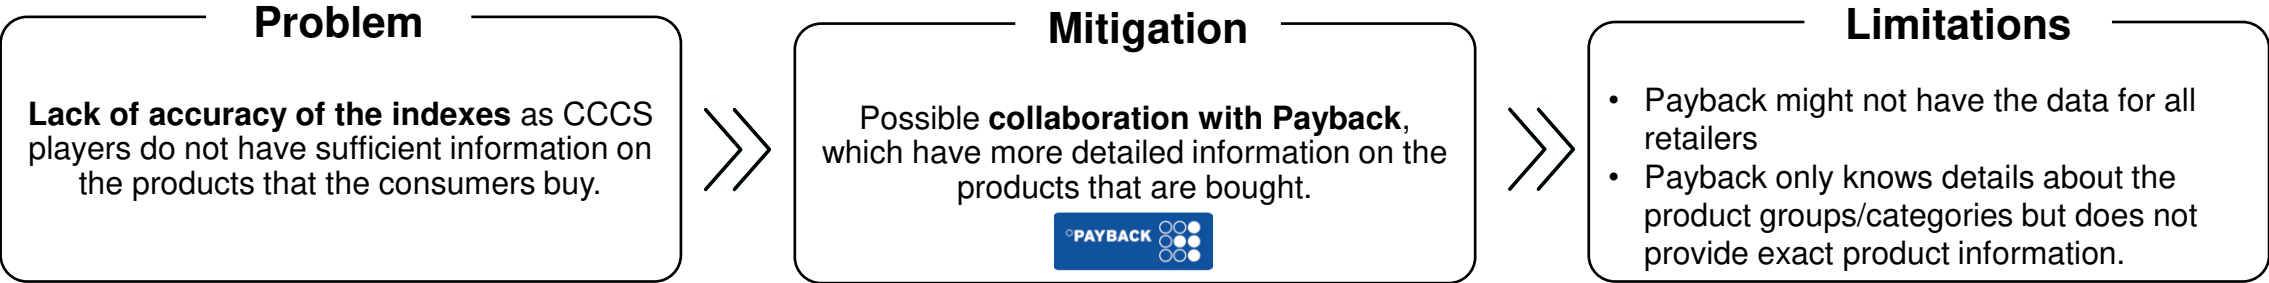 Problem
Lack of accuracy of the indexes as CCCS
players do not have sufficient information on
the products that the consumers buy.
Mitigation
Possible collaboration with Payback,
which have more detailed information on the
products that are bought.
°PAYBACK
Limitations
• Payback might not have the data for all
retailers
• Payback only knows details about the
product groups/categories but does not
provide exact product information.